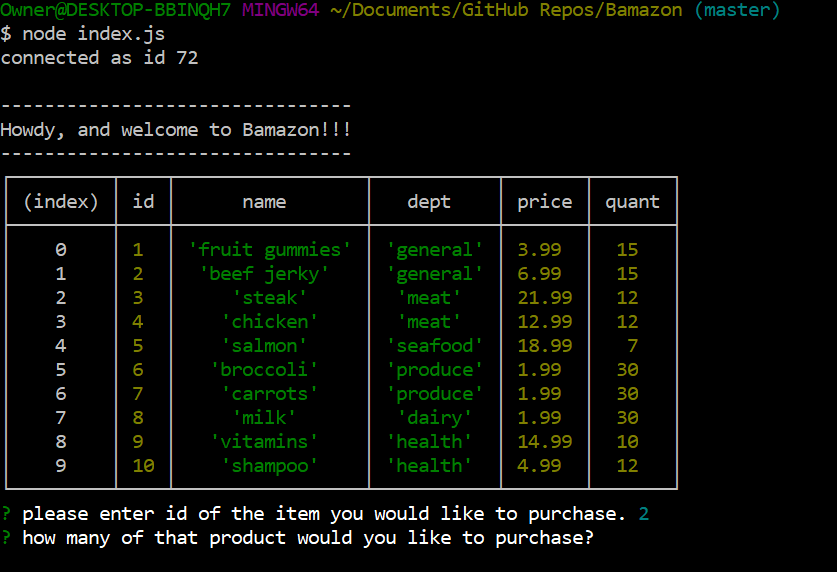 Owner@DESKTOP-BBINQH7 MINGW64 ~/Documents/GitHub Repos/Bamazon (master)
$ node index.js
connected as id 72
--------------------------------
Howdy, and welcome to Bamazon!!!
--------------------------------
(index) id name dept price quant
0 1 'fruit gummies' 'general' 3.99 15
1 2 'beef jerky' 'general' 6.99 15
2 3 'steak' 'meat' 21.99 12
3 4 'chicken' 'meat' 12.99 12
4 5 'salmon' 'seafood' 18.99 7
5 6 'broccoli' 'produce' 1.99 30
6 7 'carrots' 'produce' 1.99 30
7 8 'milk' 'dairy' 1.99 30
8 9 'vitamins' 'health' 14.99 10
9 10 'shampoo' 'health' 4.99 12
? please enter id of the item you would like to purchase. 2
? how many of that product would you like to purchase?